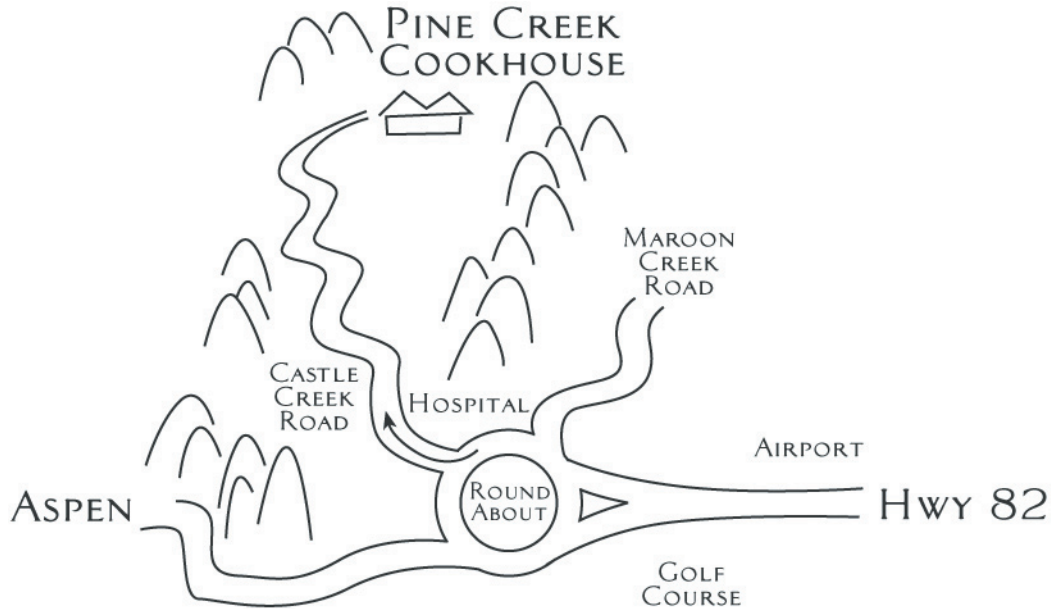 PINE CREEK
COOKHOUSE
MAROON
CREEK
ROAD
CASTLE
CREEK
ROAD
HOSPITAL
AIRPORT
ASPEN
ROUND
ABOUT
HWY 82
GOLF
COURSE